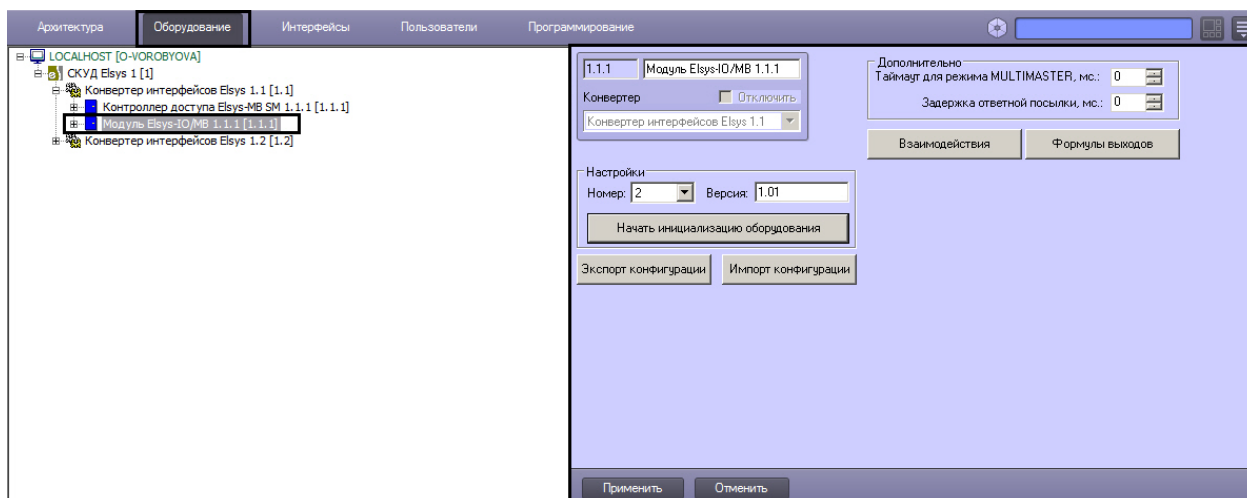 Архитектура Оборудование Интерфейсы Пользователи Программирование
LOCALHOST [O-VOROBYOVA]
СКУД Elsys 1 [1]
Конвертер интерфейсов Elsys 1.1 [1.1]
Контроллер доступа Elsys-MB SM 1.1.1 [1.1.1]
Модуль Elsys-IO/MB 1.1.1 [1.1.1]
Конвертер интерфейсов Elsys 1.2 [1.2]
1.1.1 Модуль Elsys-IO/MB 1.1.1
Конвертер Отключить
Конвертер интерфейсов Elsys 1.1
Настройки
Номер: 2 Версия: 1.01
Начать инициализацию оборудования
Экспорт конфигурации Импорт конфигурации
Дополнительно
Таймаут для режима MULTIMASTER, мс.: 0
Задержка ответной посылки, мс.: 0
Взаимодействия Формулы выходов
Применить Отменить